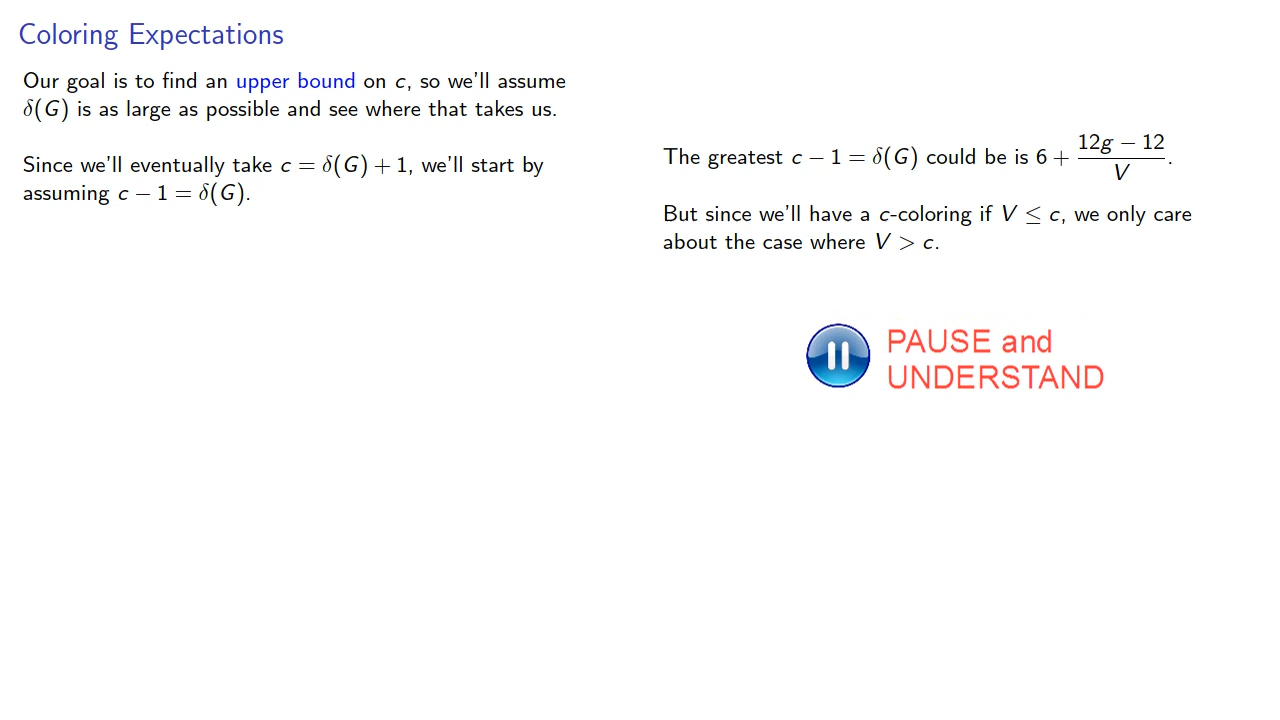 Coloring Expectations
Our goal is to find an upper bound on c, so we'll assume
δ(G) is as large as possible and see where that takes us.
Since we'll eventually take c = δ(G) + 1, we'll start by
assuming c − 1 = δ(G).
The greatest c − 1 = δ(G) could be is 6 + (12g − 12)/V.
But since we'll have a c-coloring if V ≤ c, we only care
about the case where V > c.
PAUSE and
UNDERSTAND